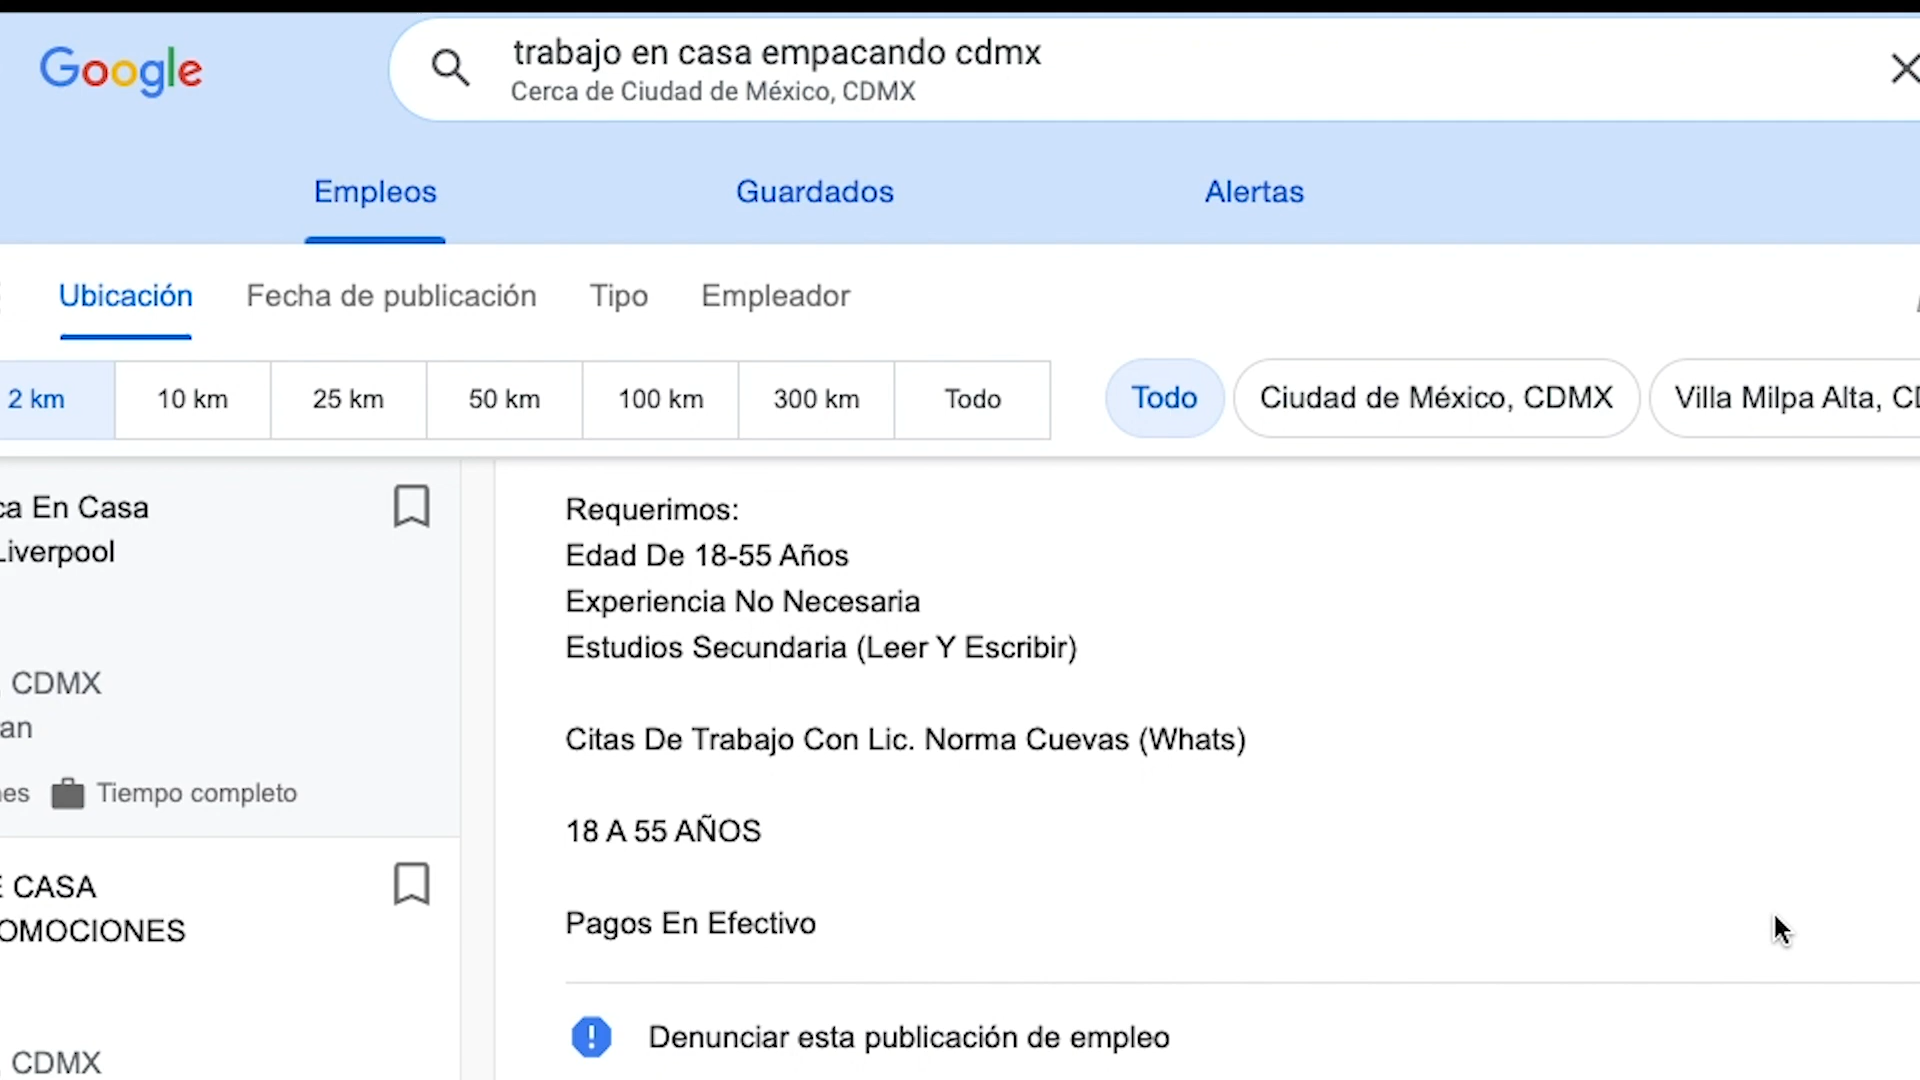 Google
trabajo en casa empacando cdmx
Cerca de Ciudad de México, CDMX
Empleos Guardados Alertas
Ubicación Fecha de publicación Tipo Empleador
2 km 10 km 25 km 50 km 100 km 300 km Todo Todo Ciudad de México, CDMX Villa Milpa Alta,
En Casa
Liverpool
, CDMX
Tiempo completo
CASA
CDMX
Requerimos:
Edad De 18-55 Años
Experiencia No Necesaria
Estudios Secundaria (Leer Y Escribir)
Citas De Trabajo Con Lic. Norma Cuevas (Whats)
18 A 55 AÑOS
Pagos En Efectivo
Denunciar esta publicación de empleo